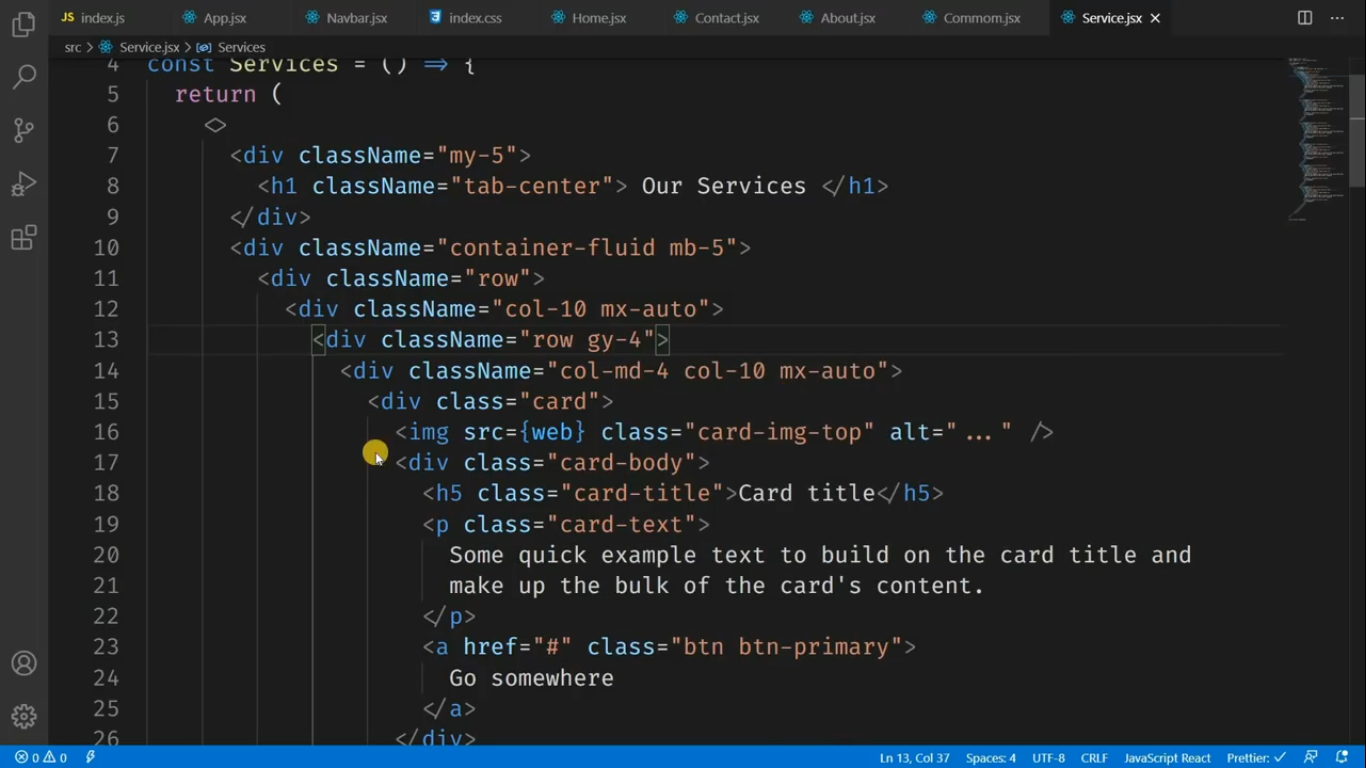 index.js App.jsx Navbar.jsx index.css Home.jsx Contact.jsx About.jsx Commom.jsx Service.jsx
src > Service.jsx > Services
4 const Services = () => {
5 return (
6 <>
7 <div className="my-5">
8 <h1 className="tab-center"> Our Services </h1>
9 </div>
10 <div className="container-fluid mb-5">
11 <div className="row">
12 <div className="col-10 mx-auto">
13 <div className="row gy-4">
14 <div className="col-md-4 col-10 mx-auto">
15 <div class="card">
16 <img src={web} class="card-img-top" alt="..." />
17 <div class="card-body">
18 <h5 class="card-title">Card title</h5>
19 <p class="card-text">
20 Some quick example text to build on the card title and
21 make up the bulk of the card's content.
22 </p>
23 <a href="#" class="btn btn-primary">
24 Go somewhere
25 </a>
26 </div>
0 0 Ln 13, Col 37 Spaces: 4 UTF-8 CRLF JavaScript React Prettier: ✓